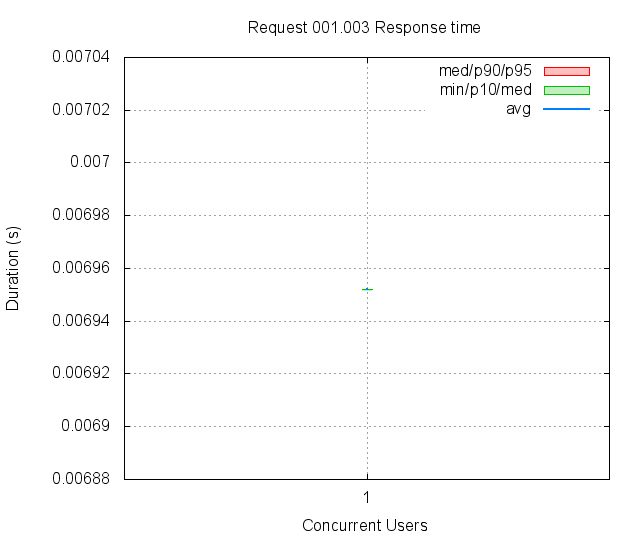 Request 001.003 Response time
0.00704
0.00702
0.007
0.00698
0.00696
0.00694
0.00692
0.0069
0.00688
Duration (s)
med/p90/p95
min/p10/med
avg
1
Concurrent Users